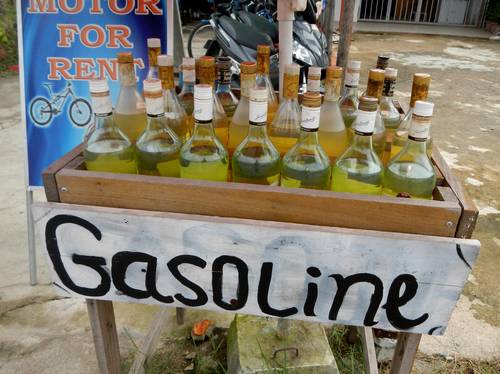 MOTOR
FOR
RENT
Gasoline